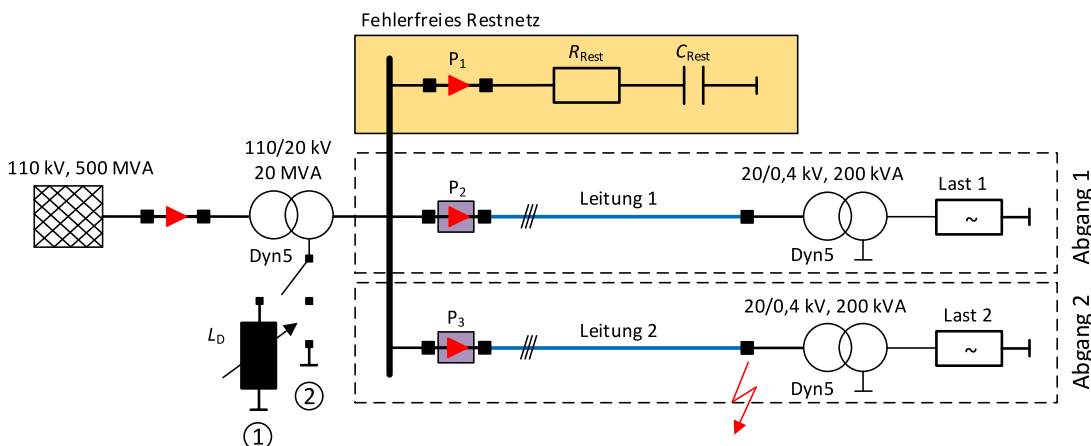 Fehlerfreies Restnetz
P1
RRest
CRest
110 kV, 500 MVA
110/20 kV
20 MVA
Dyn5
LD
1
2
P2
Leitung 1
20/0,4 kV, 200 kVA
Dyn5
Last 1
~
Abgang 1
P3
Leitung 2
20/0,4 kV, 200 kVA
Dyn5
Last 2
~
Abgang 2